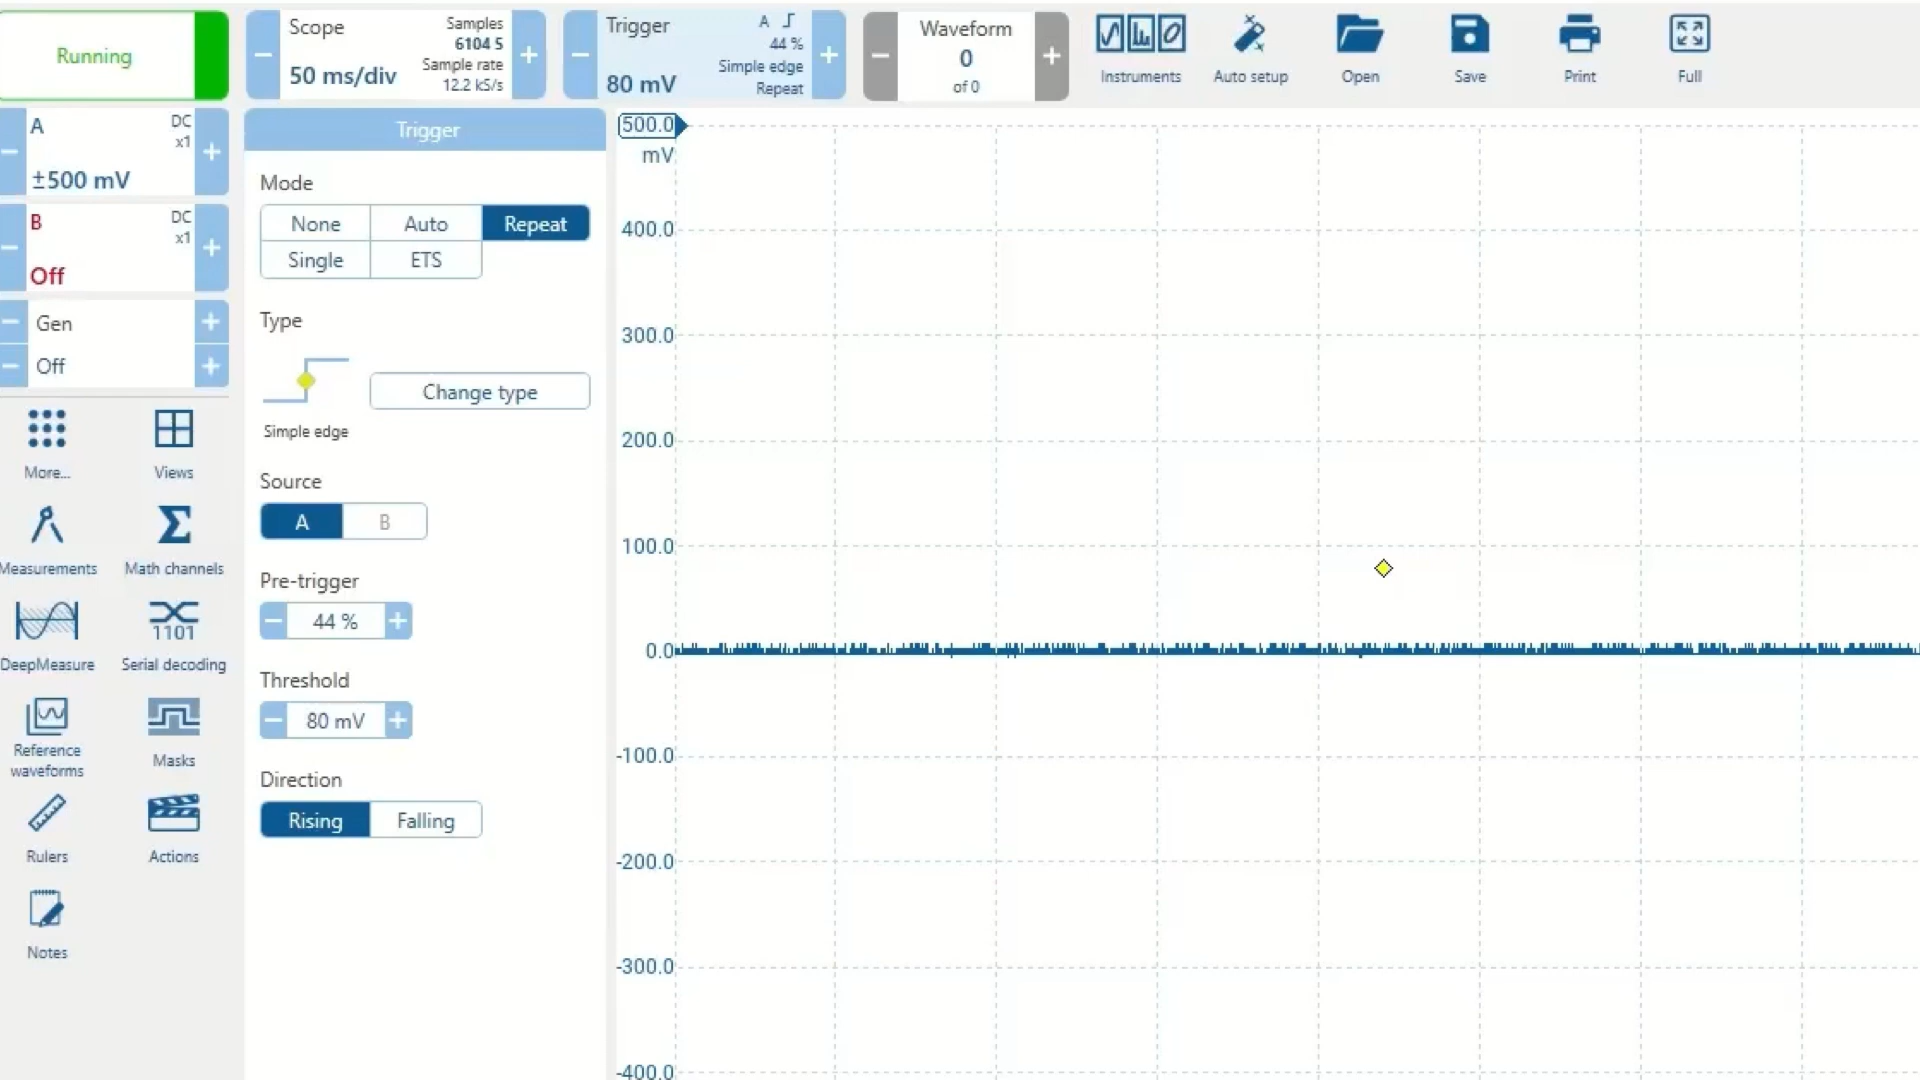 Running
Scope
50 ms/div
Samples
6104 S
Sample rate
12.2 kS/s
Trigger
80 mV
A
44 %
Simple edge
Repeat
Waveform
0
of 0
Instruments
Auto setup
Open
Save
Print
Full
A
DC
x1
±500 mV
B
DC
x1
Off
Gen
Off
More...
Views
Measurements
Math channels
1101
DeepMeasure
Serial decoding
Reference
waveforms
Masks
Rulers
Actions
Notes
Trigger
Mode
None
Auto
Repeat
Single
ETS
Type
Change type
Simple edge
Source
A
B
Pre-trigger
44 %
Threshold
80 mV
Direction
Rising
Falling
500.0
mV
400.0
300.0
200.0
100.0
0.0
-100.0
-200.0
-300.0
-400.0